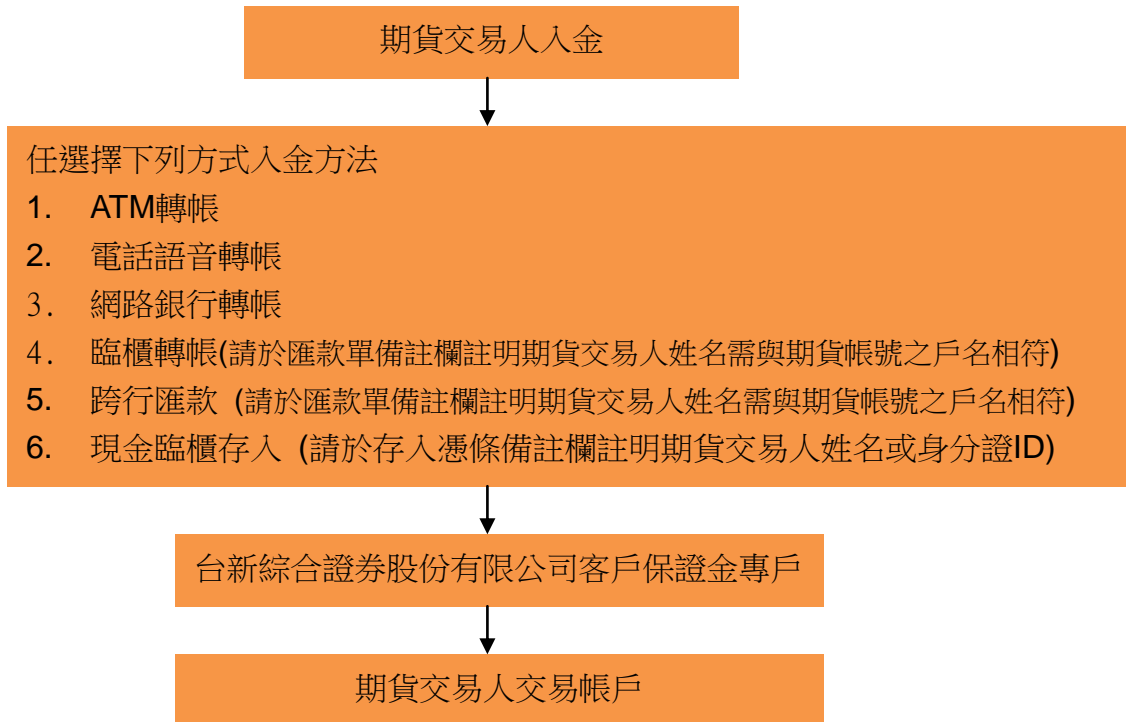 期貨交易人入金
任選擇下列方式入金方法
1. ATM轉帳
2. 電話語音轉帳
3. 網路銀行轉帳
4. 臨櫃轉帳(請於匯款單備註欄註明期貨交易人姓名需與期貨帳號之戶名相符)
5. 跨行匯款 (請於匯款單備註欄註明期貨交易人姓名需與期貨帳號之戶名相符)
6. 現金臨櫃存入 (請於存入憑條備註欄註明期貨交易人姓名或身分證ID)
台新綜合證券股份有限公司客戶保證金專戶
期貨交易人交易帳戶